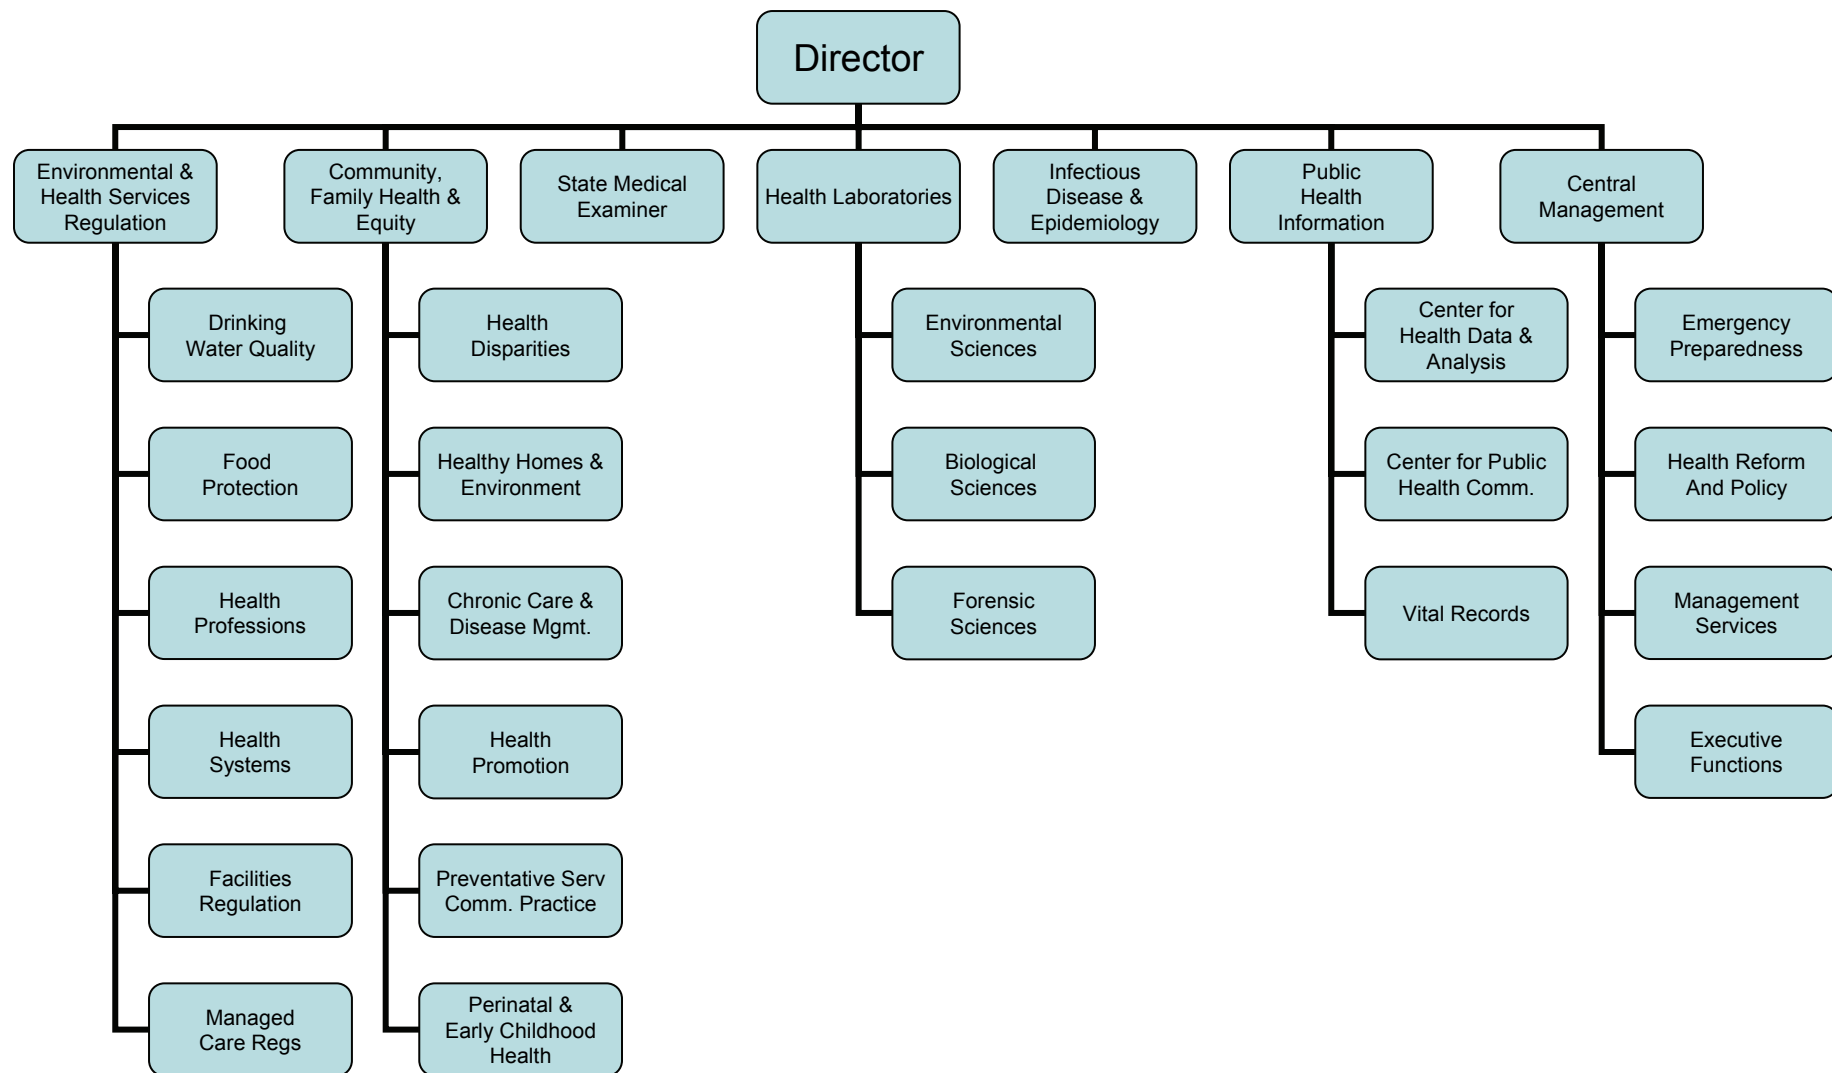 Director
Environmental &
Health Services
Regulation
Community,
Family Health &
Equity
State Medical
Examiner
Health Laboratories
Infectious
Disease &
Epidemiology
Public
Health
Information
Central
Management
Drinking
Water Quality
Food
Protection
Health
Professions
Health
Systems
Facilities
Regulation
Managed
Care Regs
Health
Disparities
Healthy Homes &
Environment
Chronic Care &
Disease Mgmt.
Health
Promotion
Preventative Serv
Comm. Practice
Perinatal &
Early Childhood
Health
Environmental
Sciences
Biological
Sciences
Forensic
Sciences
Center for
Health Data &
Analysis
Center for Public
Health Comm.
Vital Records
Emergency
Preparedness
Health Reform
And Policy
Management
Services
Executive
Functions